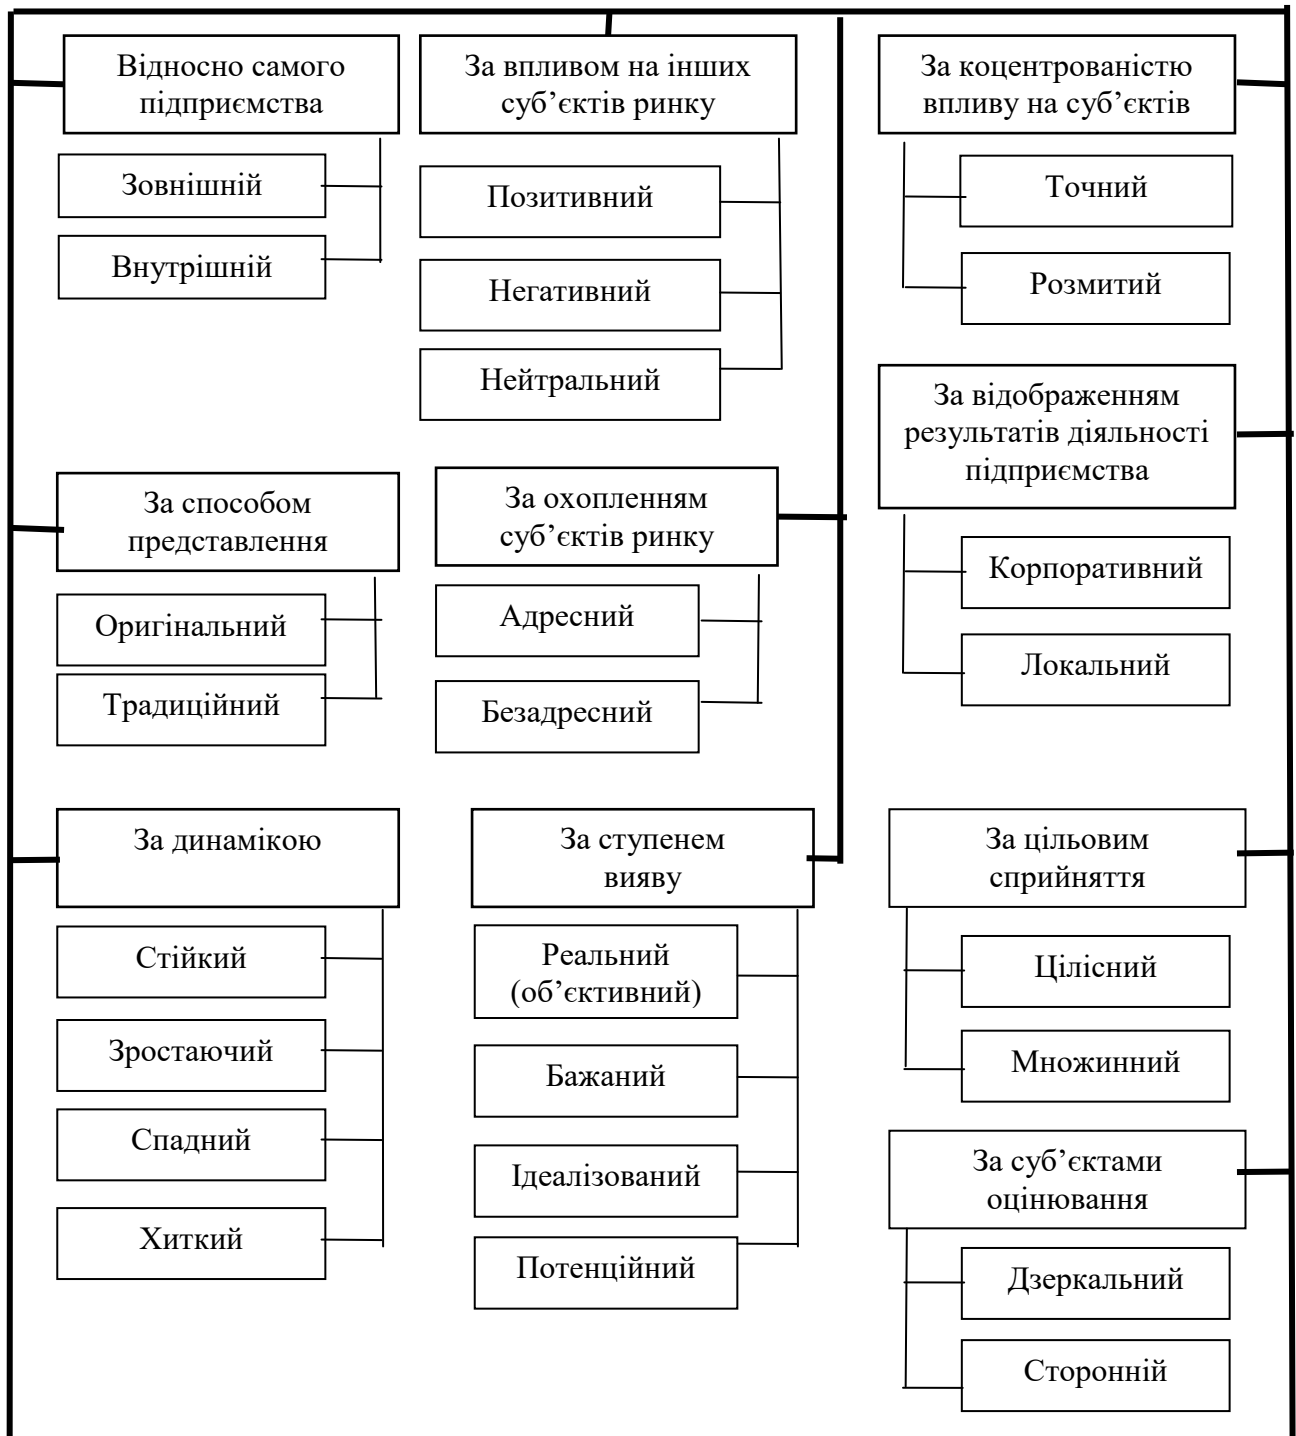 Відносно самого
підприємства
Зовнішній
Внутрішній
За впливом на інших
суб’єктів ринку
Позитивний
Негативний
Нейтральний
За коцентрованістю
впливу на суб’єктів
Точний
Розмитий
За відображенням
результатів діяльності
підприємства
Корпоративний
Локальний
За способом
представлення
Оригінальний
Традиційний
За охопленням
суб’єктів ринку
Адресний
Безадресний
За динамікою
Стійкий
Зростаючий
Спадний
Хиткий
За ступенем
вияву
Реальний
(об’єктивний)
Бажаний
Ідеалізований
Потенційний
За цільовим
сприйняття
Цілісний
Множинний
За суб’єктами
оцінювання
Дзеркальний
Сторонній